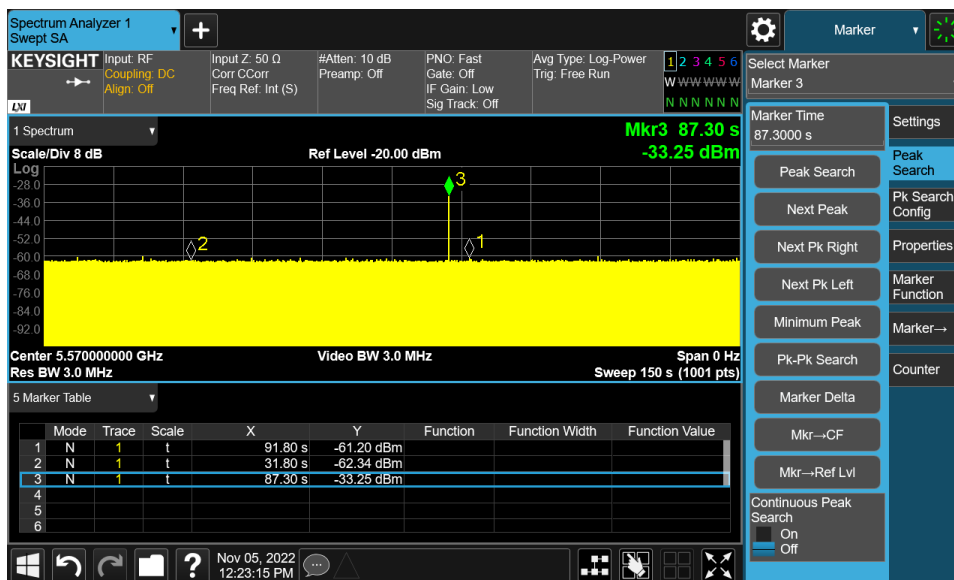 Spectrum Analyzer 1
Swept SA
+
Marker
KEYSIGHT
Input: RF
Coupling: DC
Align: Off
Input Z: 50 Ω
Corr CCorr
Freq Ref: Int (S)
#Atten: 10 dB
Preamp: Off
PNO: Fast
Gate: Off
IF Gain: Low
Sig Track: Off
Avg Type: Log-Power
Trig: Free Run
1 2 3 4 5 6
W W W W W W
N N N N N N
LXI
Select Marker
Marker 3
1 Spectrum
Mkr3 87.30 s
-33.25 dBm
Scale/Div 8 dB
Ref Level -20.00 dBm
Log
-28.0
-36.0
-44.0
-52.0
-60.0
-68.0
-76.0
-84.0
-92.0
3
2
1
Center 5.570000000 GHz
Video BW 3.0 MHz
Span 0 Hz
Res BW 3.0 MHz
Sweep 150 s (1001 pts)
5 Marker Table
Mode Trace Scale X Y Function Function Width Function Value
1 N 1 t 91.80 s -61.20 dBm
2 N 1 t 31.80 s -62.34 dBm
3 N 1 t 87.30 s -33.25 dBm
4
5
6
Marker Time
87.3000 s
Peak Search
Next Peak
Next Pk Right
Next Pk Left
Minimum Peak
Pk-Pk Search
Marker Delta
Mkr→CF
Mkr→Ref Lvl
Continuous Peak
Search
On
Off
Settings
Peak
Search
Pk Search
Config
Properties
Marker
Function
Marker→
Counter
?
Nov 05, 2022
12:23:15 PM